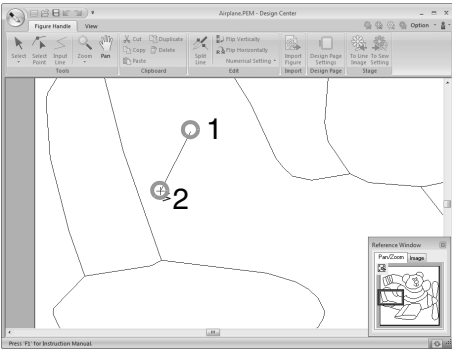 Airplane.PEM - Design Center
Figure Handle View Option
Select
Select Point
Input Line
Zoom
Pan
Tools
Cut Duplicate
Copy Delete
Paste
Clipboard
Split Line
Flip Vertically
Flip Horizontally
Numerical Setting
Edit
Import Figure
Import
Design Page Settings
Design Page
To Line Image
To Sew Setting
Stage
1
2
Reference Window
Pan/Zoom Image
Press 'F1' for Instruction Manual.